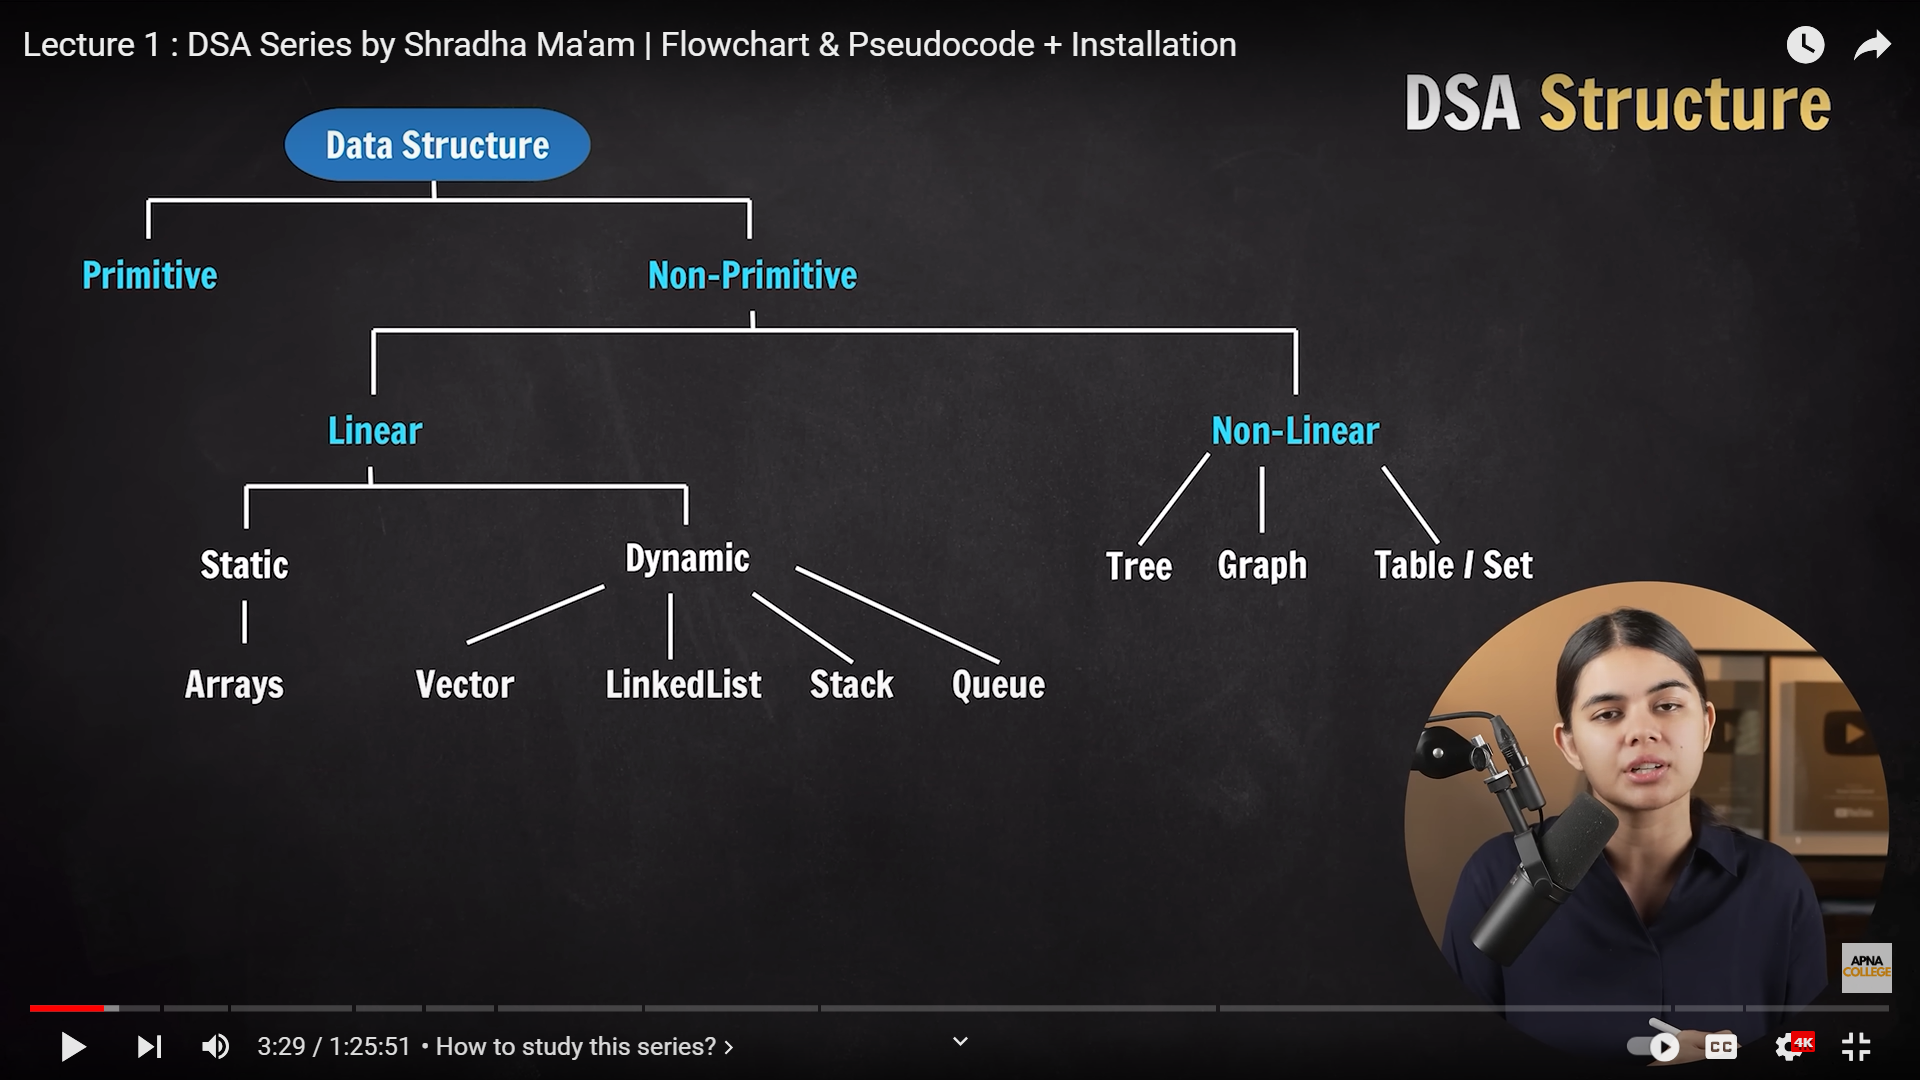 Lecture 1 : DSA Series by Shradha Ma'am | Flowchart & Pseudocode + Installation
DSA Structure
Data Structure
Primitive
Non-Primitive
Linear
Non-Linear
Static
Dynamic
Tree
Graph
Table / Set
Arrays
Vector
LinkedList
Stack
Queue
APNA
COLLEGE
3:29 / 1:25:51 • How to study this series? >
CC
4K